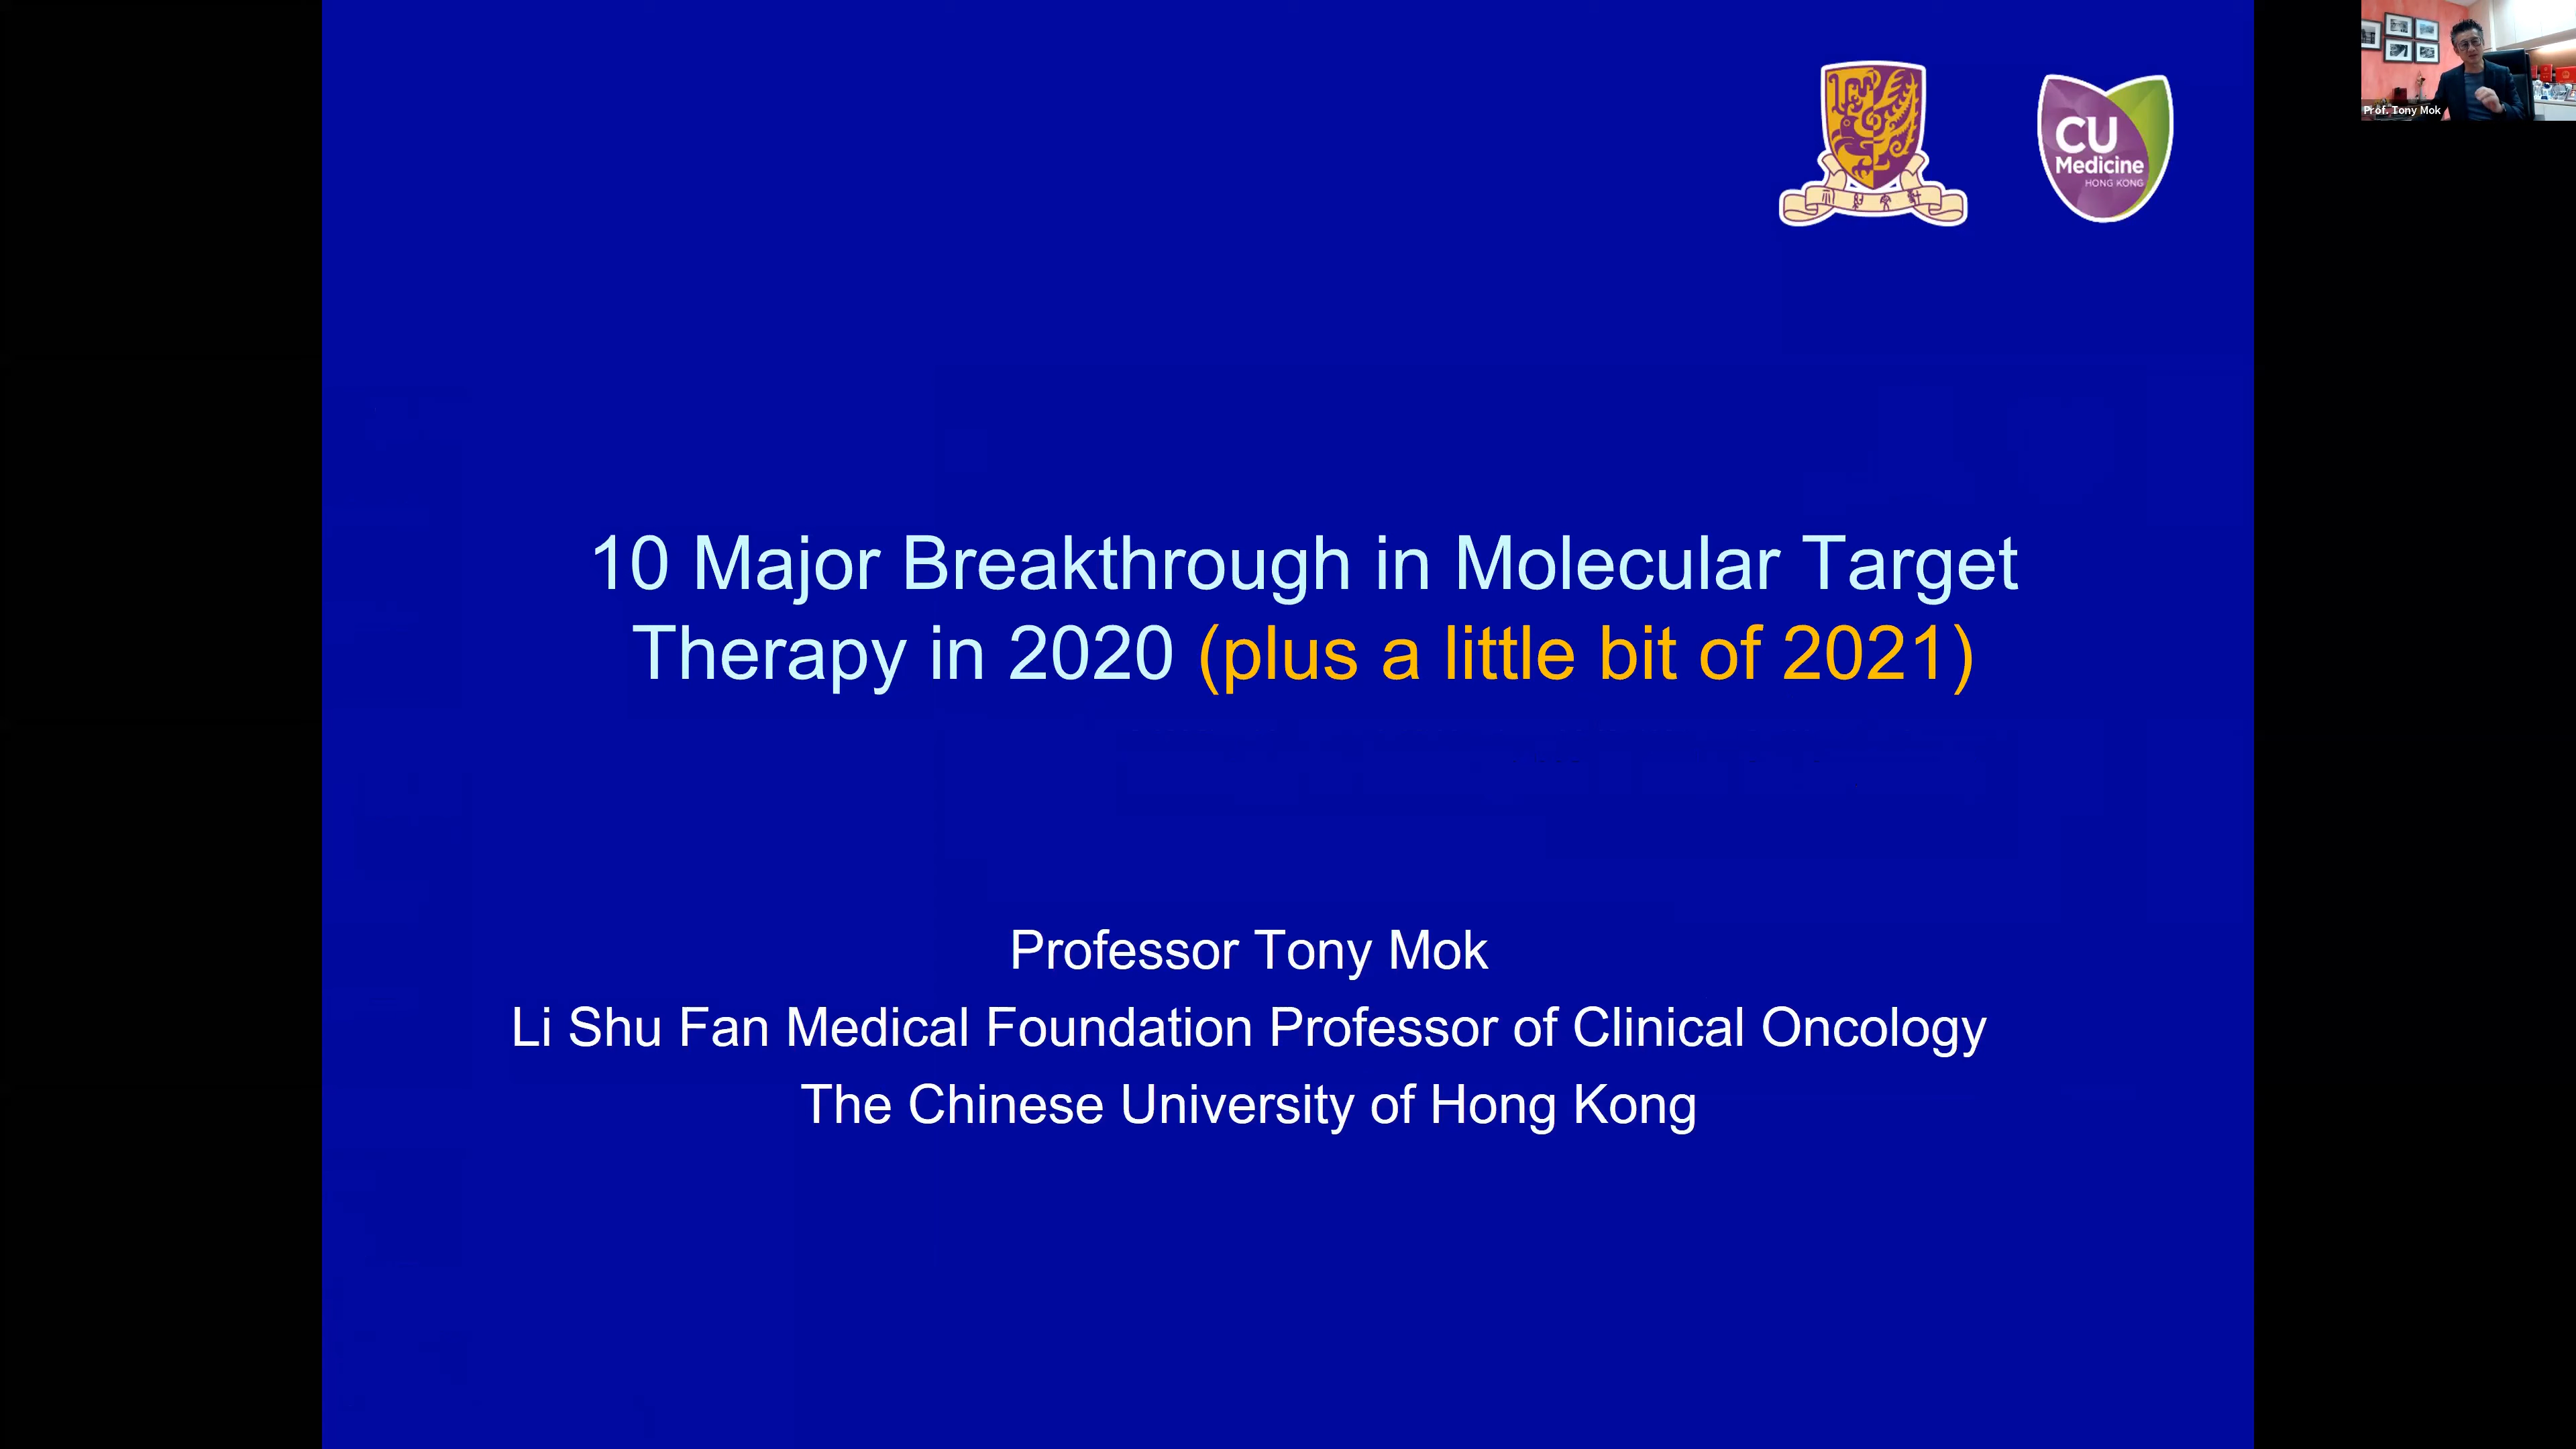 Prof. Tony Mok
CU
Medicine
HONG KONG
10 Major Breakthrough in Molecular Target
Therapy in 2020 (plus a little bit of 2021)
Professor Tony Mok
Li Shu Fan Medical Foundation Professor of Clinical Oncology
The Chinese University of Hong Kong